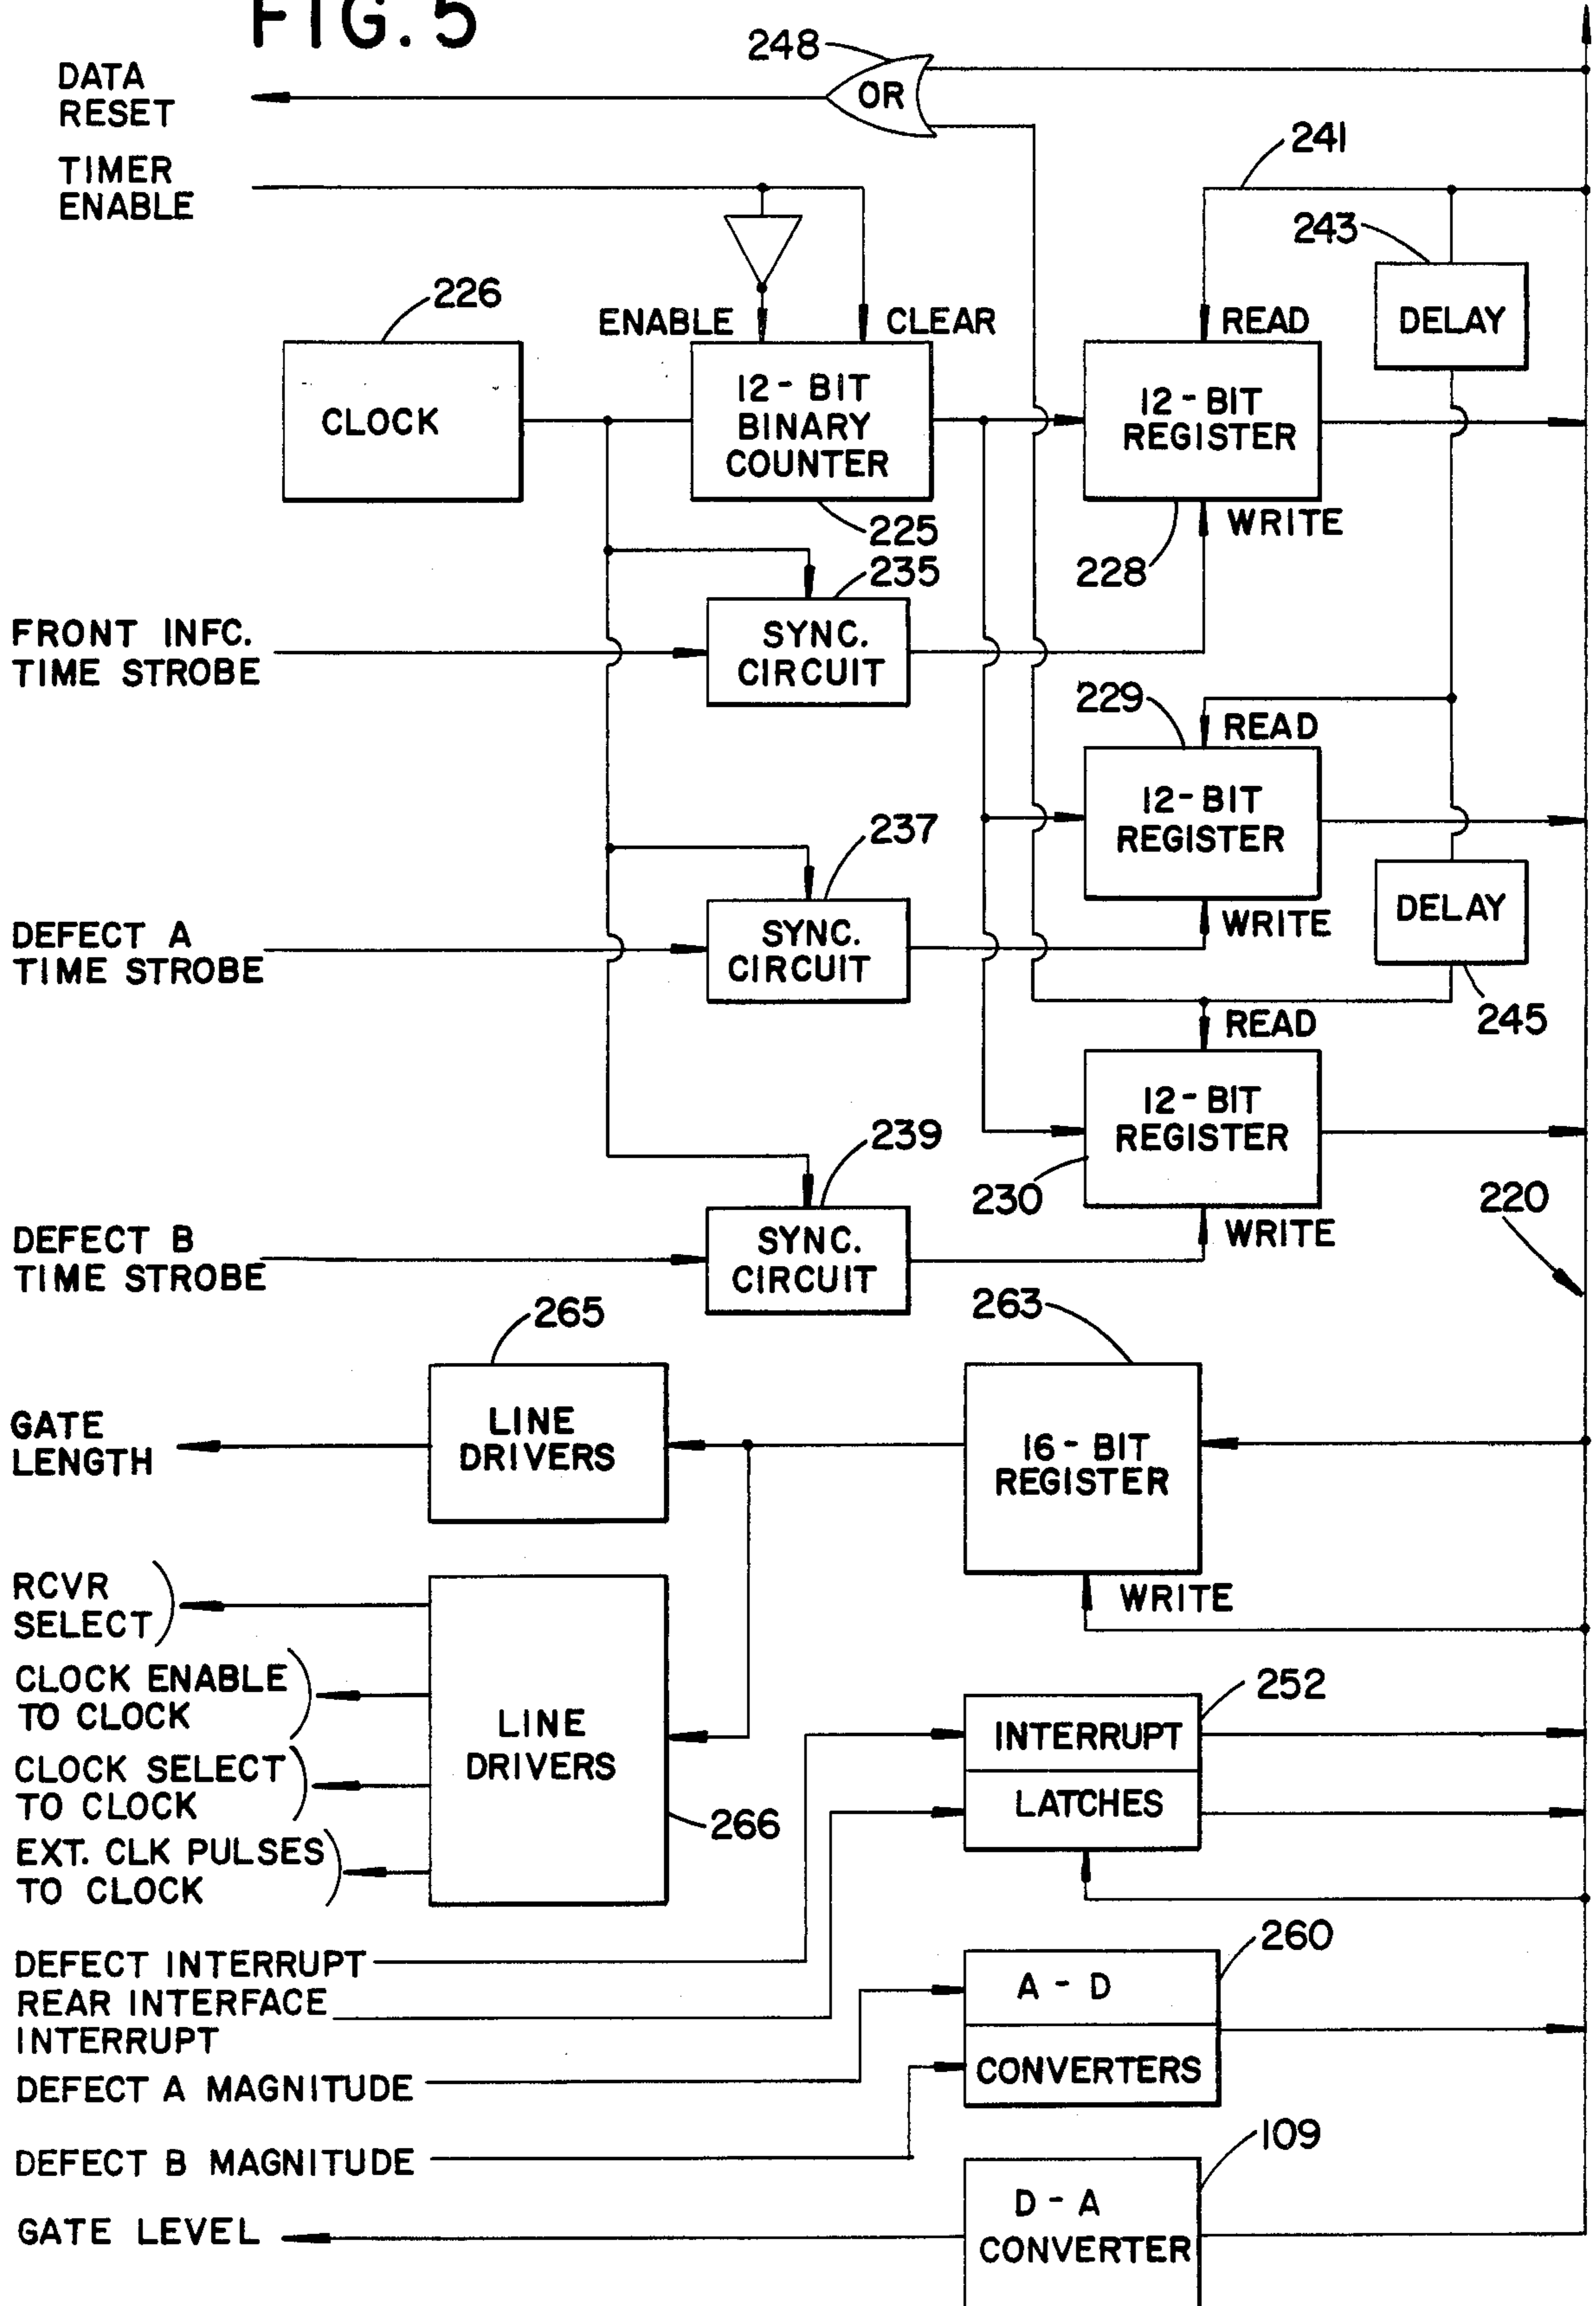 FIG. 5
248
DATA
RESET
OR
241
TIMER
ENABLE
243
226
ENABLE
CLEAR
READ
DELAY
CLOCK
12-BIT
BINARY
COUNTER
12-BIT
REGISTER
225
WRITE
235
228
FRONT INFC.
TIME STROBE
SYNC.
CIRCUIT
229
READ
12-BIT
REGISTER
237
DELAY
WRITE
DEFECT A
TIME STROBE
SYNC.
CIRCUIT
245
READ
12-BIT
REGISTER
239
230
220
WRITE
DEFECT B
TIME STROBE
SYNC.
CIRCUIT
265
263
GATE
LENGTH
LINE
DRIVERS
16-BIT
REGISTER
RCVR
SELECT
WRITE
CLOCK ENABLE
TO CLOCK
LINE
DRIVERS
252
INTERRUPT
LATCHES
CLOCK SELECT
TO CLOCK
266
EXT. CLK PULSES
TO CLOCK
260
DEFECT INTERRUPT
REAR INTERFACE
INTERRUPT
A-D
CONVERTERS
DEFECT A MAGNITUDE
109
DEFECT B MAGNITUDE
D-A
CONVERTER
GATE LEVEL